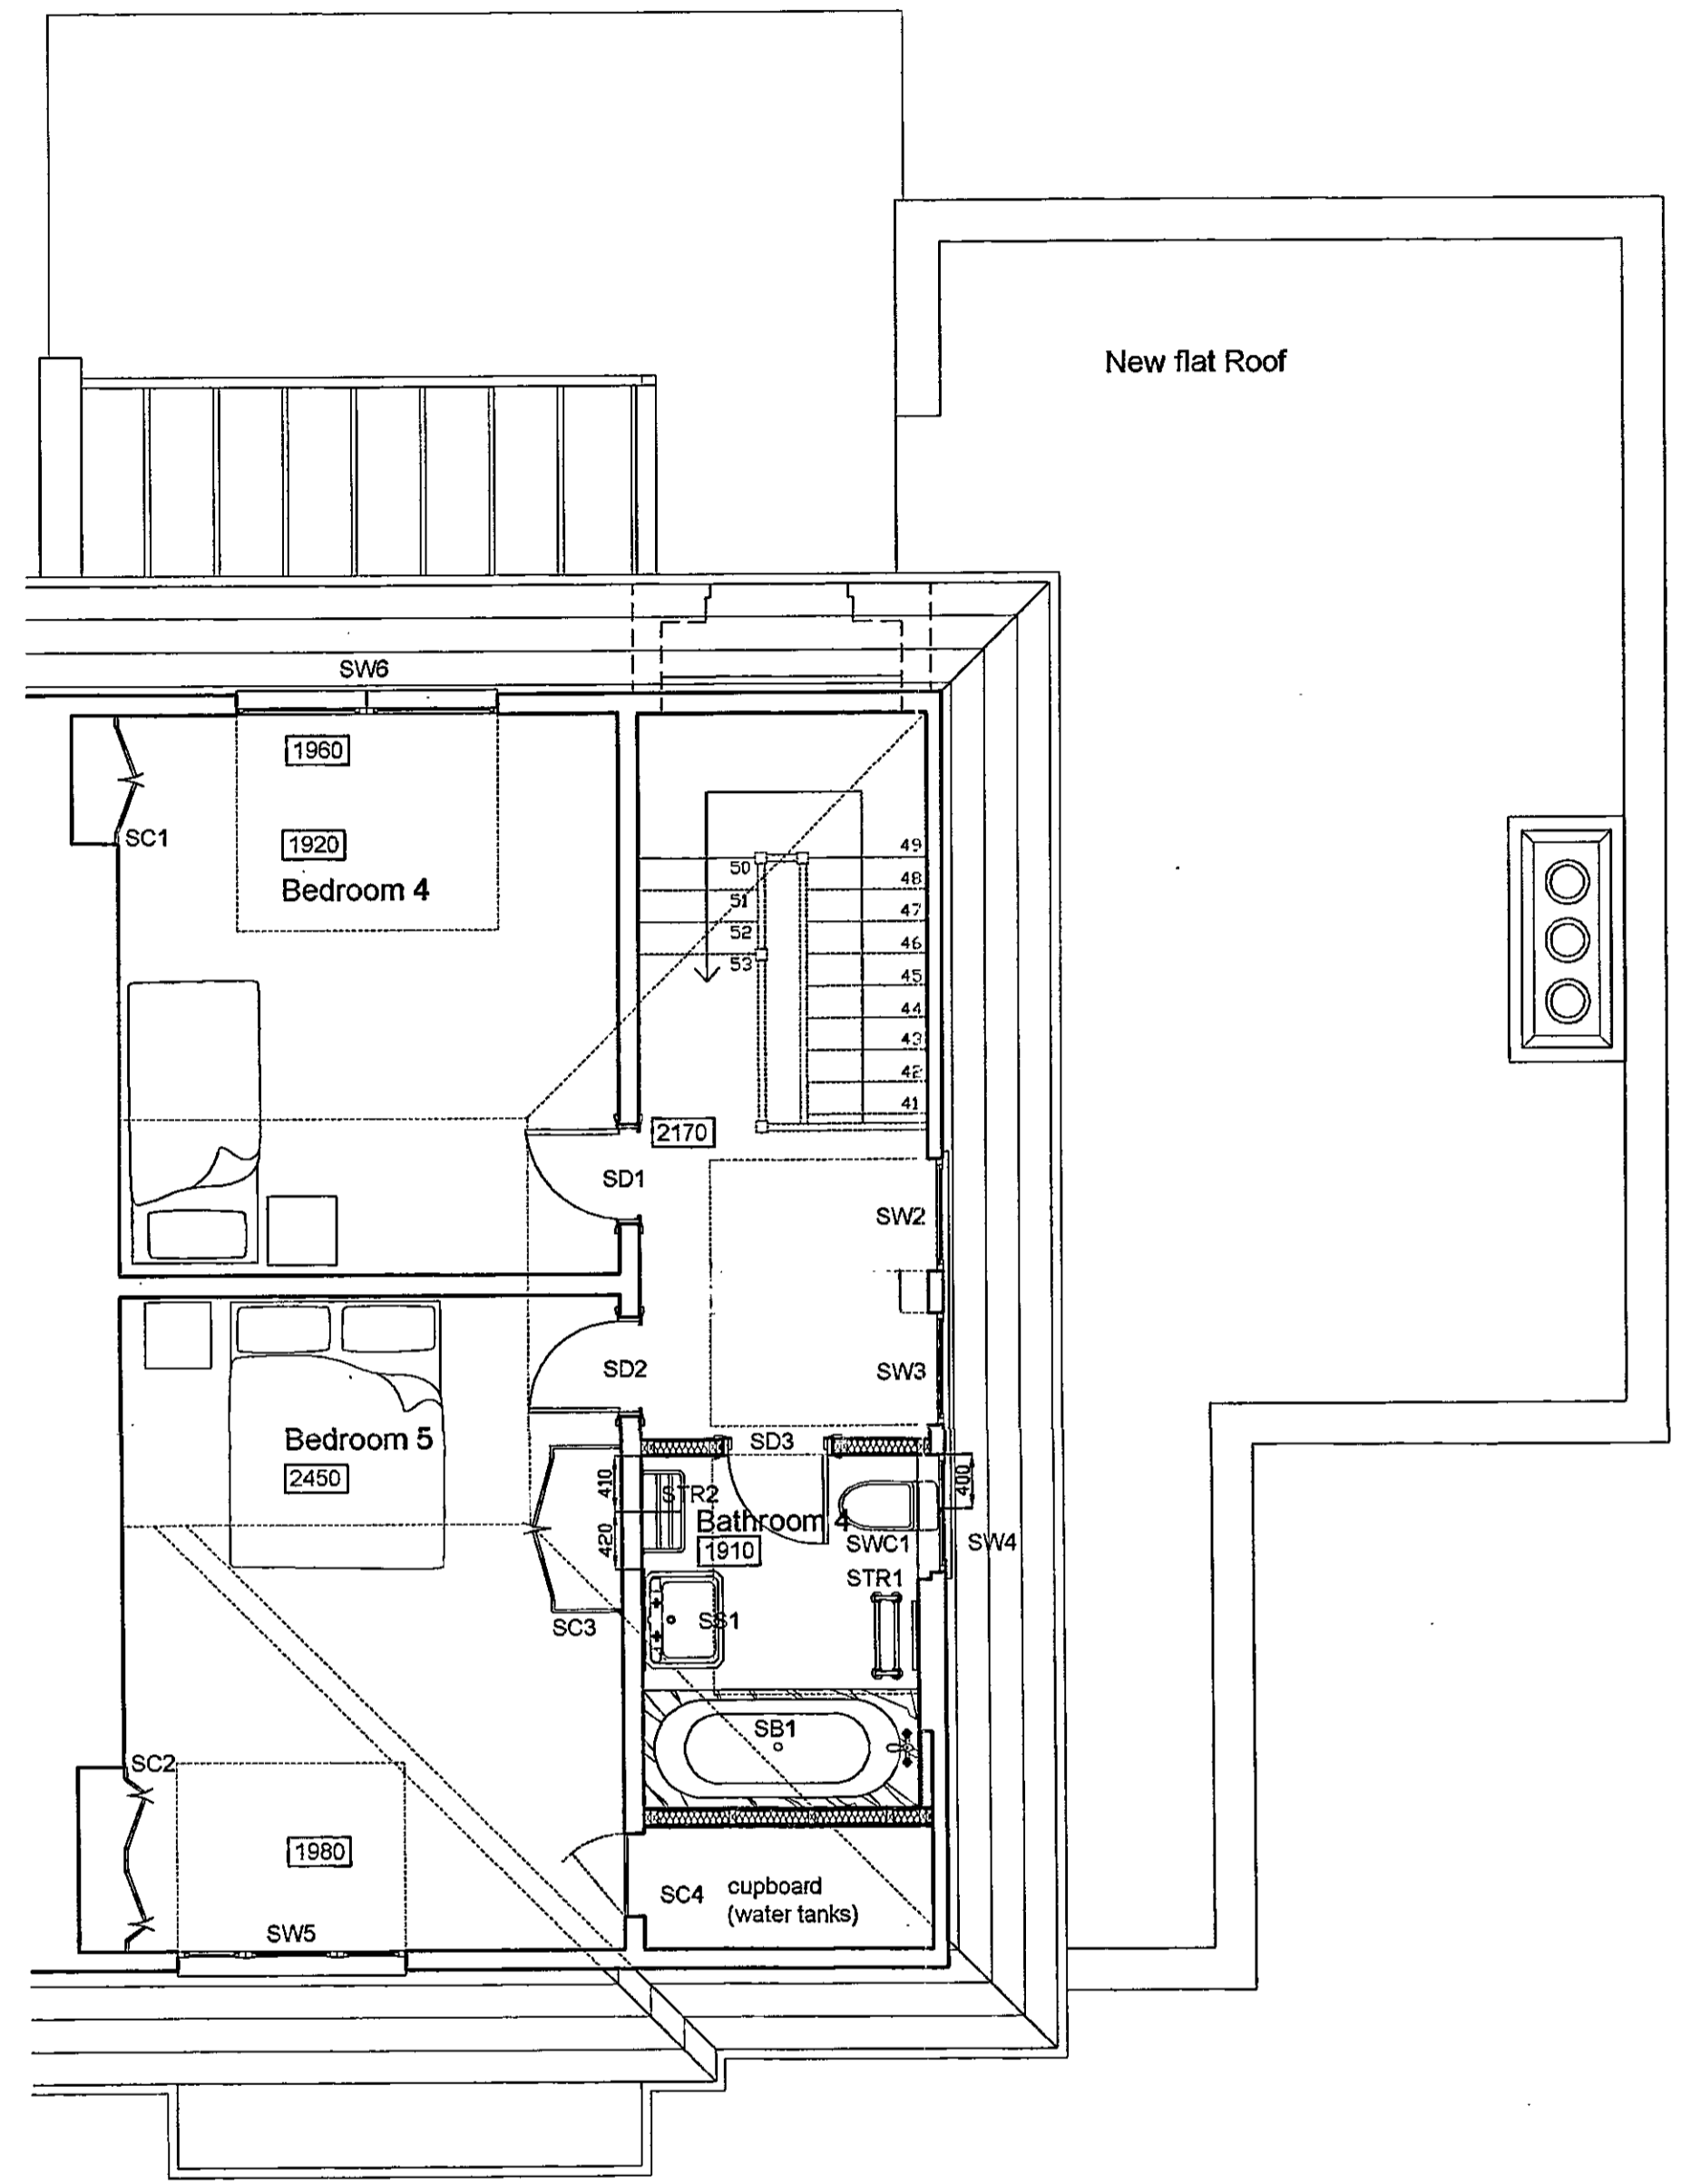 New flat Roof
SW6
1960
SC1
1920
Bedroom 4
49
50
48
51
47
52
46
53
45
44
43
42
41
2170
SD1
SW2
SD2
SW3
Bedroom 5
SD3
2450
410
STR2
400
Bathroom 4
420
1910
SWC1
SW4
STR1
SS1
SC3
SB1
SC2
1980
SC4
cupboard
(water tanks)
SW5